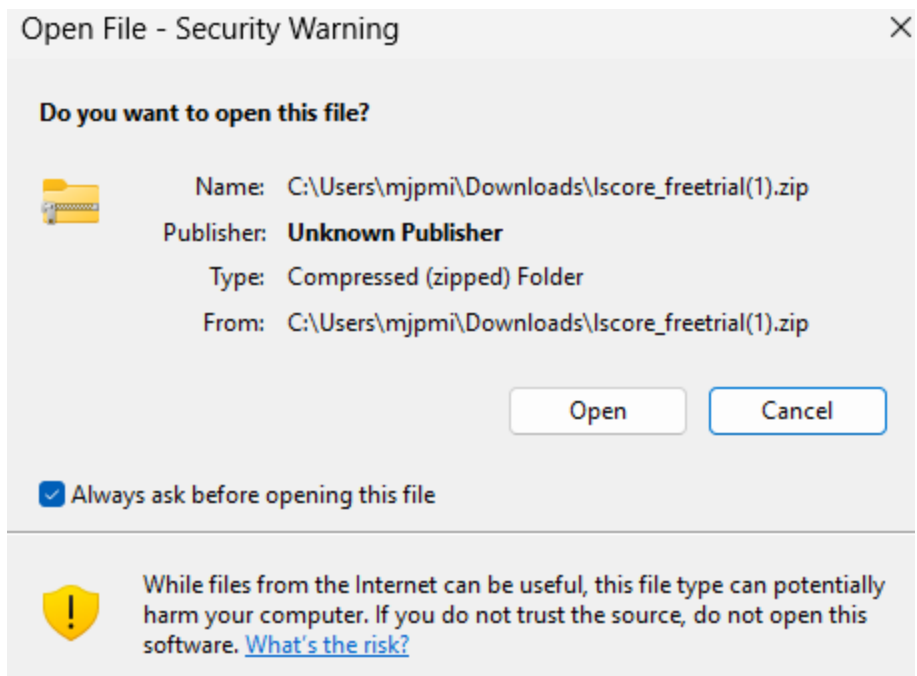 Open File - Security Warning
Do you want to open this file?
Name: C:\Users\mjpmi\Downloads\lscore_freetrial(1).zip
Publisher: Unknown Publisher
Type: Compressed (zipped) Folder
From: C:\Users\mjpmi\Downloads\lscore_freetrial(1).zip
Open Cancel
Always ask before opening this file
While files from the Internet can be useful, this file type can potentially
harm your computer. If you do not trust the source, do not open this
software. What's the risk?